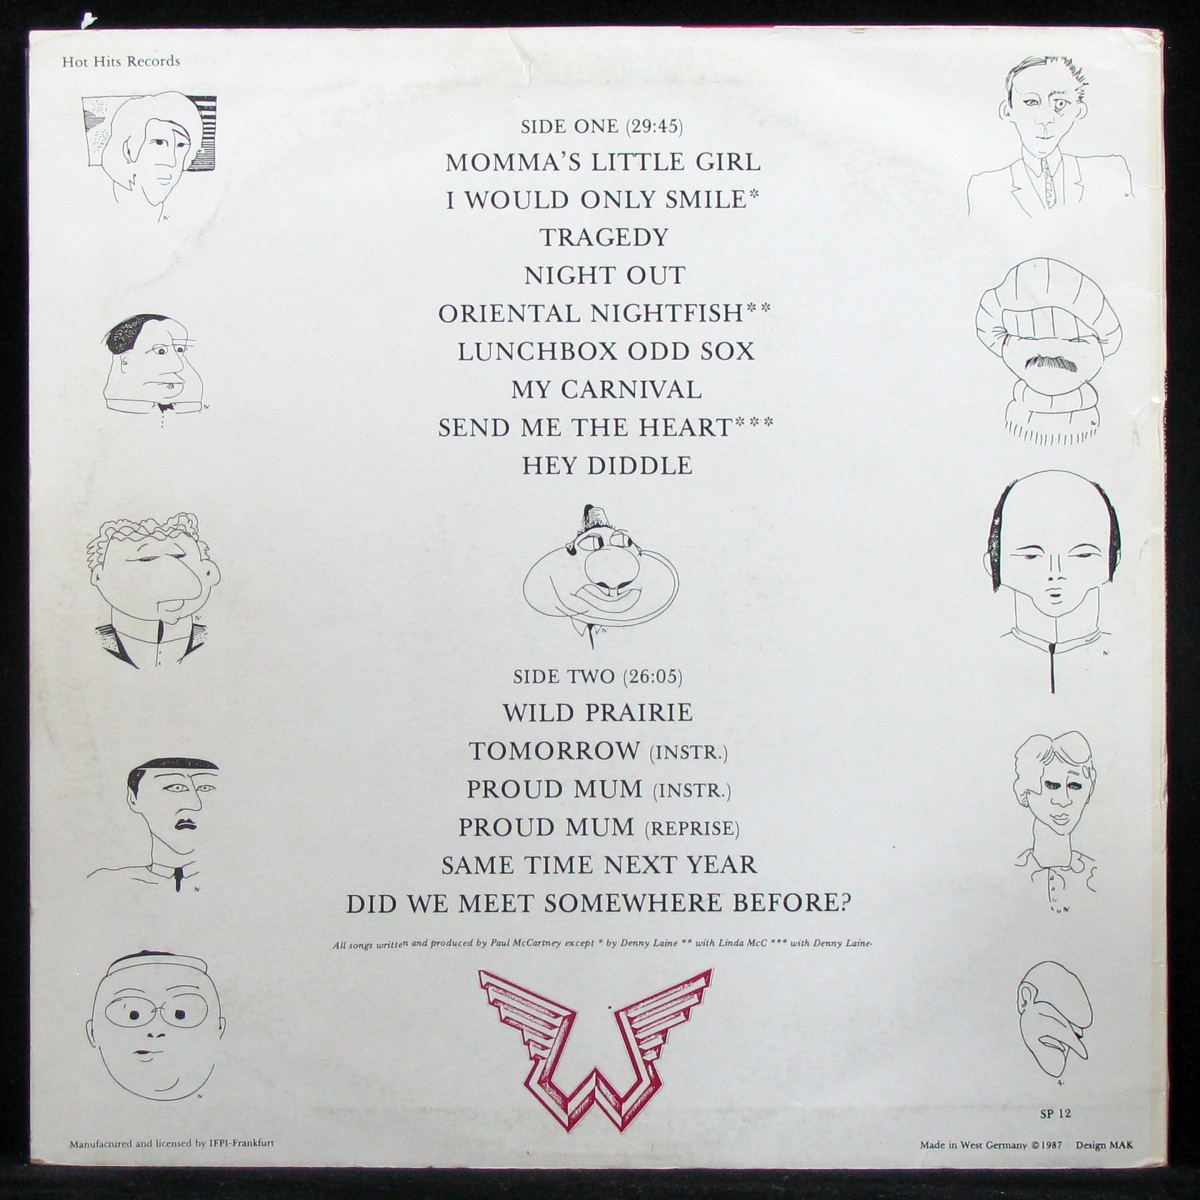 Hot Hits Records
SIDE ONE (29:45)
MOMMA'S LITTLE GIRL
I WOULD ONLY SMILE*
TRAGEDY
NIGHT OUT
ORIENTAL NIGHTFISH**
LUNCHBOX ODD SOX
MY CARNIVAL
SEND ME THE HEART***
HEY DIDDLE
SIDE TWO (26:05)
WILD PRAIRIE
TOMORROW (INSTR.)
PROUD MUM (INSTR.)
PROUD MUM (REPRISE)
SAME TIME NEXT YEAR
DID WE MEET SOMEWHERE BEFORE?
All songs written and produced by Paul McCartney except * by Denny Laine ** with Linda McC *** with Denny Laine.
W
SP 12
Manufactured and licensed by IFPI-Frankfurt
Made in West Germany ©1987 Design MAK